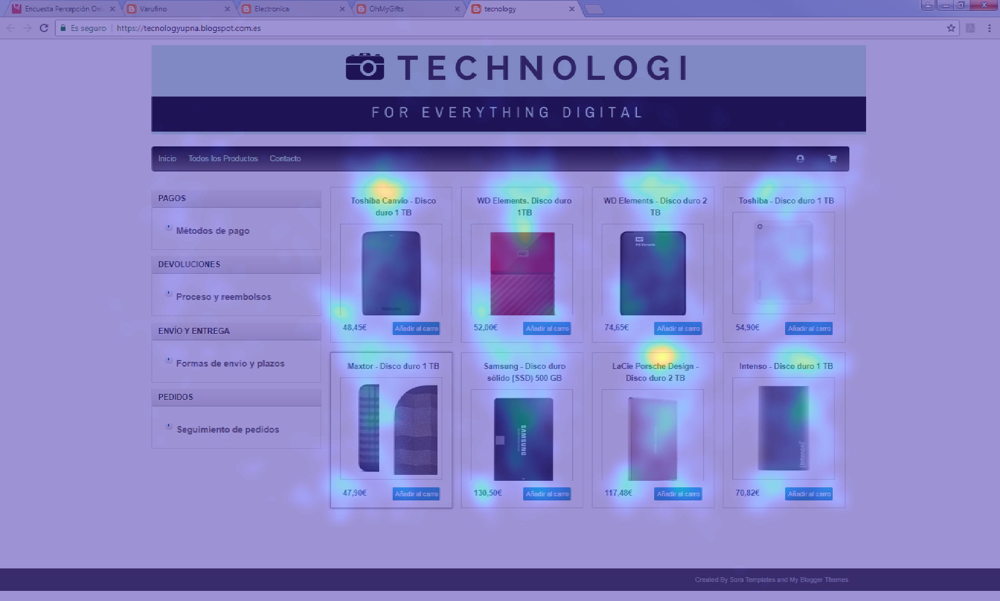 Encuesta Percepción Onl
Varufino
Electronica
OhMyGifts
tecnology
Es seguro
https://tecnologyupna.blogspot.com.es
TECHNOLOGI
FOR EVERYTHING DIGITAL
Inicio
Todos los Productos
Contacto
PAGOS
Métodos de pago
DEVOLUCIONES
Proceso y reembolsos
ENVÍO Y ENTREGA
Formas de envío y plazos
PEDIDOS
Seguimiento de pedidos
Toshiba Canvio - Disco
duro 1 TB
TOSHIBA
48,45€
Añadir al carro
WD Elements. Disco duro
1TB
WD
52,00€
Añadir al carro
WD Elements - Disco duro 2
TB
WD
WD Elements
74,65€
Añadir al carro
Toshiba - Disco duro 1 TB
54,90€
Añadir al carro
Maxtor - Disco duro 1 TB
47,90€
Añadir al carro
Samsung - Disco duro
sólido (SSD) 500 GB
SAMSUNG
130,50€
Añadir al carro
LaCie Porsche Design -
Disco duro 2 TB
117,48€
Añadir al carro
Intenso - Disco duro 1 TB
(intenso)
70,82€
Añadir al carro
Created By Sora Templates and My Blogger Themes